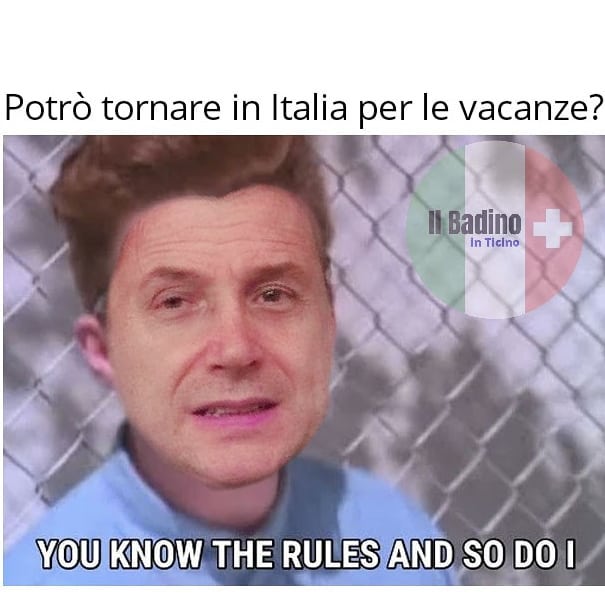 Potrò tornare in Italia per le vacanze?
Il Badino
in Ticino
YOU KNOW THE RULES AND SO DO I